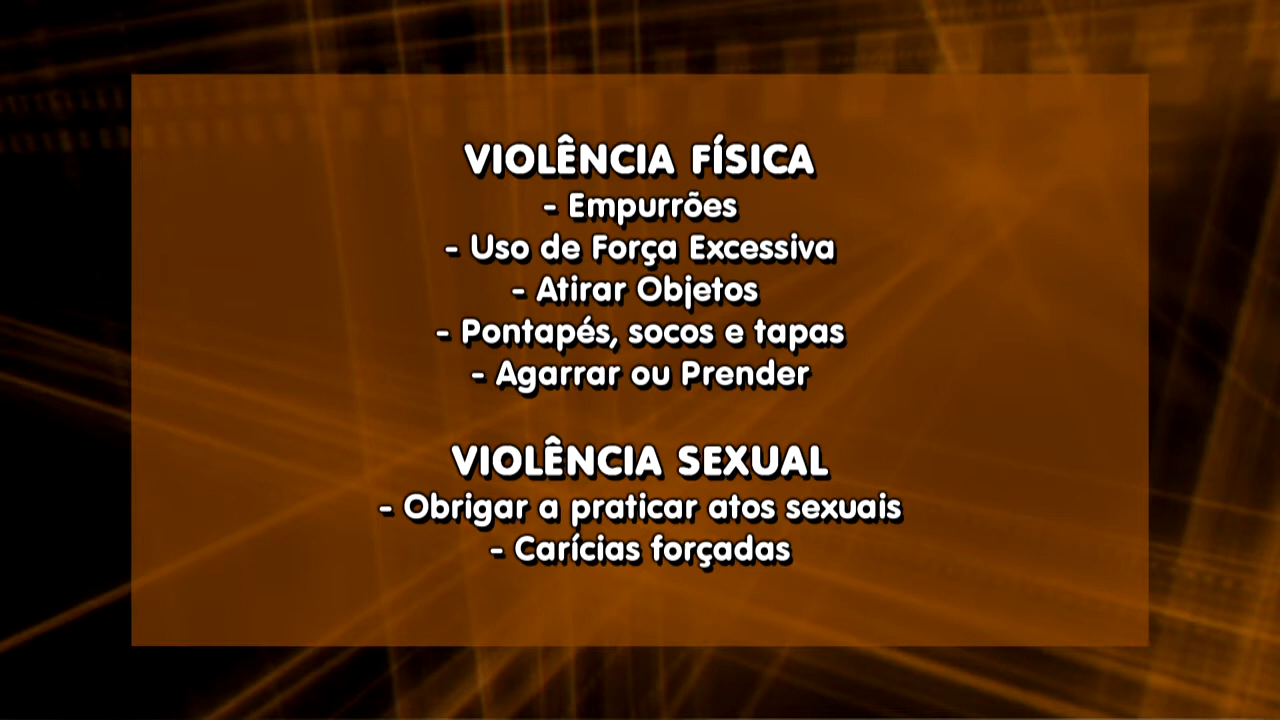 VIOLÊNCIA FÍSICA
- Empurrões
- Uso de Força Excessiva
- Atirar Objetos
- Pontapés, socos e tapas
- Agarrar ou Prender
VIOLÊNCIA SEXUAL
- Obrigar a praticar atos sexuais
- Carícias forçadas